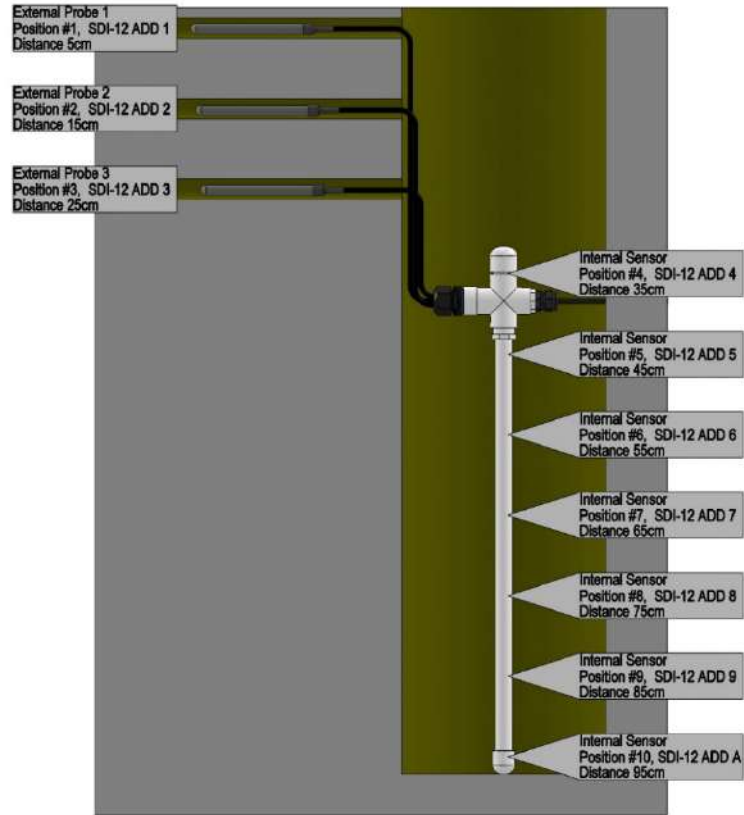 External Probe 1
Position #1, SDI-12 ADD 1
Distance 5cm
External Probe 2
Position #2, SDI-12 ADD 2
Distance 15cm
External Probe 3
Position #3, SDI-12 ADD 3
Distance 25cm
Internal Sensor
Position #4, SDI-12 ADD 4
Distance 35cm
Internal Sensor
Position #5, SDI-12 ADD 5
Distance 45cm
Internal Sensor
Position #6, SDI-12 ADD 6
Distance 55cm
Internal Sensor
Position #7, SDI-12 ADD 7
Distance 65cm
Internal Sensor
Position #8, SDI-12 ADD 8
Distance 75cm
Internal Sensor
Position #9, SDI-12 ADD 9
Distance 85cm
Internal Sensor
Position #10, SDI-12 ADD A
Distance 95cm